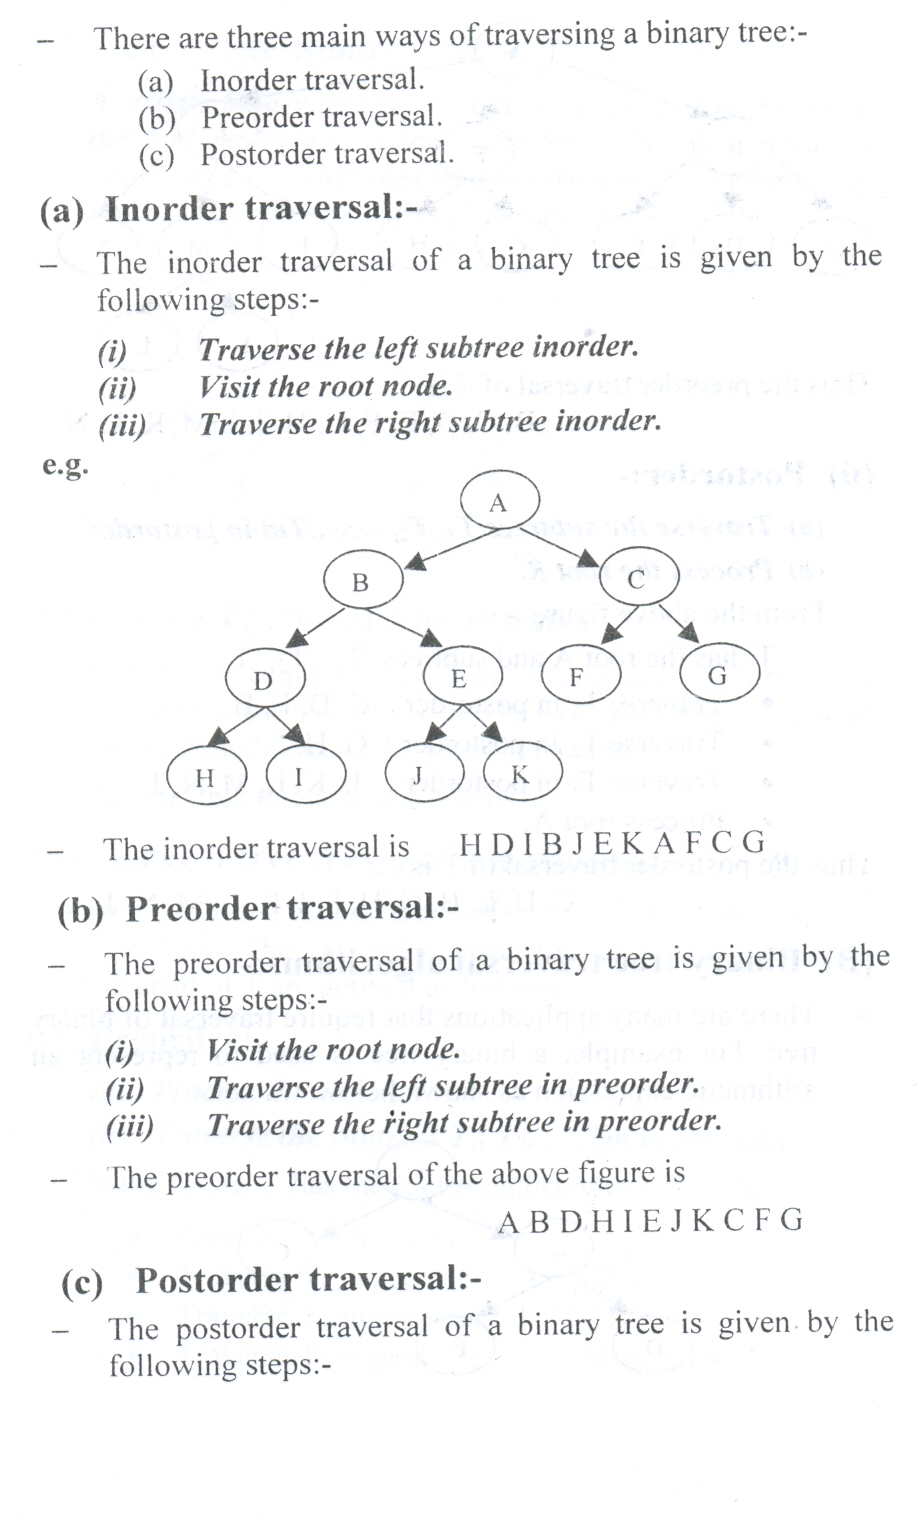 – There are three main ways of traversing a binary tree:-
(a) Inorder traversal.
(b) Preorder traversal.
(c) Postorder traversal.
(a) Inorder traversal:-
– The inorder traversal of a binary tree is given by the
following steps:-
(i) Traverse the left subtree inorder.
(ii) Visit the root node.
(iii) Traverse the right subtree inorder.
e.g.
A
B C
D E F G
H I J K
– The inorder traversal is H D I B J E K A F C G
(b) Preorder traversal:-
– The preorder traversal of a binary tree is given by the
following steps:-
(i) Visit the root node.
(ii) Traverse the left subtree in preorder.
(iii) Traverse the right subtree in preorder.
– The preorder traversal of the above figure is
A B D H I E J K C F G
(c) Postorder traversal:-
– The postorder traversal of a binary tree is given by the
following steps:-